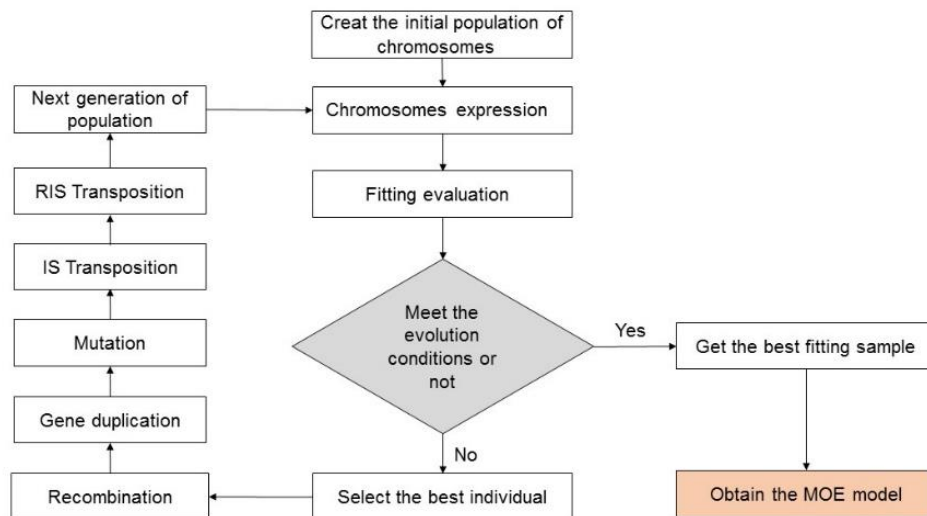 Creat the initial population of
chromosomes
Next generation of
population
Chromosomes expression
RIS Transposition
Fitting evaluation
IS Transposition
Meet the
evolution
conditions or
not
Yes
Mutation
Get the best fitting sample
Gene duplication
No
Recombination
Select the best individual
Obtain the MOE model